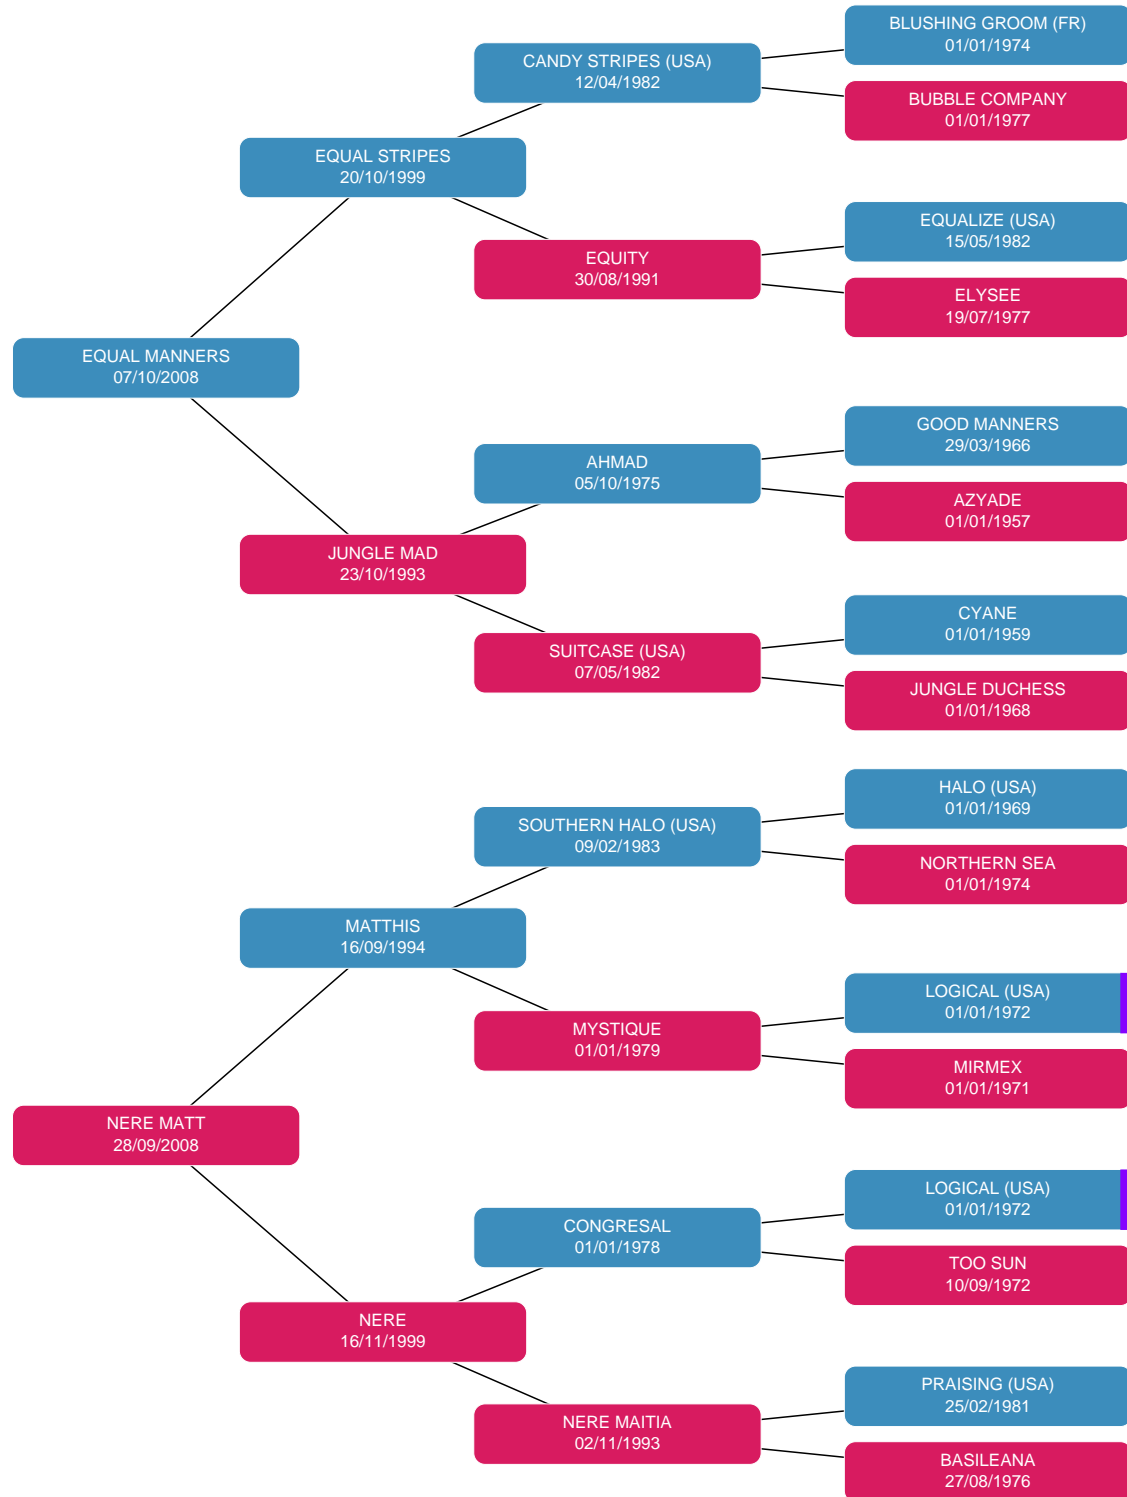 BLUSHING GROOM (FR)
01/01/1974
CANDY STRIPES (USA)
12/04/1982
BUBBLE COMPANY
01/01/1977
EQUAL STRIPES
20/10/1999
EQUALIZE (USA)
15/05/1982
EQUITY
30/08/1991
ELYSEE
19/07/1977
EQUAL MANNERS
07/10/2008
GOOD MANNERS
29/03/1966
AHMAD
05/10/1975
AZYADE
01/01/1957
JUNGLE MAD
23/10/1993
CYANE
01/01/1959
SUITCASE (USA)
07/05/1982
JUNGLE DUCHESS
01/01/1968
HALO (USA)
01/01/1969
SOUTHERN HALO (USA)
09/02/1983
NORTHERN SEA
01/01/1974
MATTHIS
16/09/1994
LOGICAL (USA)
01/01/1972
MYSTIQUE
01/01/1979
MIRMEX
01/01/1971
NERE MATT
28/09/2008
LOGICAL (USA)
01/01/1972
CONGRESAL
01/01/1978
TOO SUN
10/09/1972
NERE
16/11/1999
PRAISING (USA)
25/02/1981
NERE MAITIA
02/11/1993
BASILEANA
27/08/1976